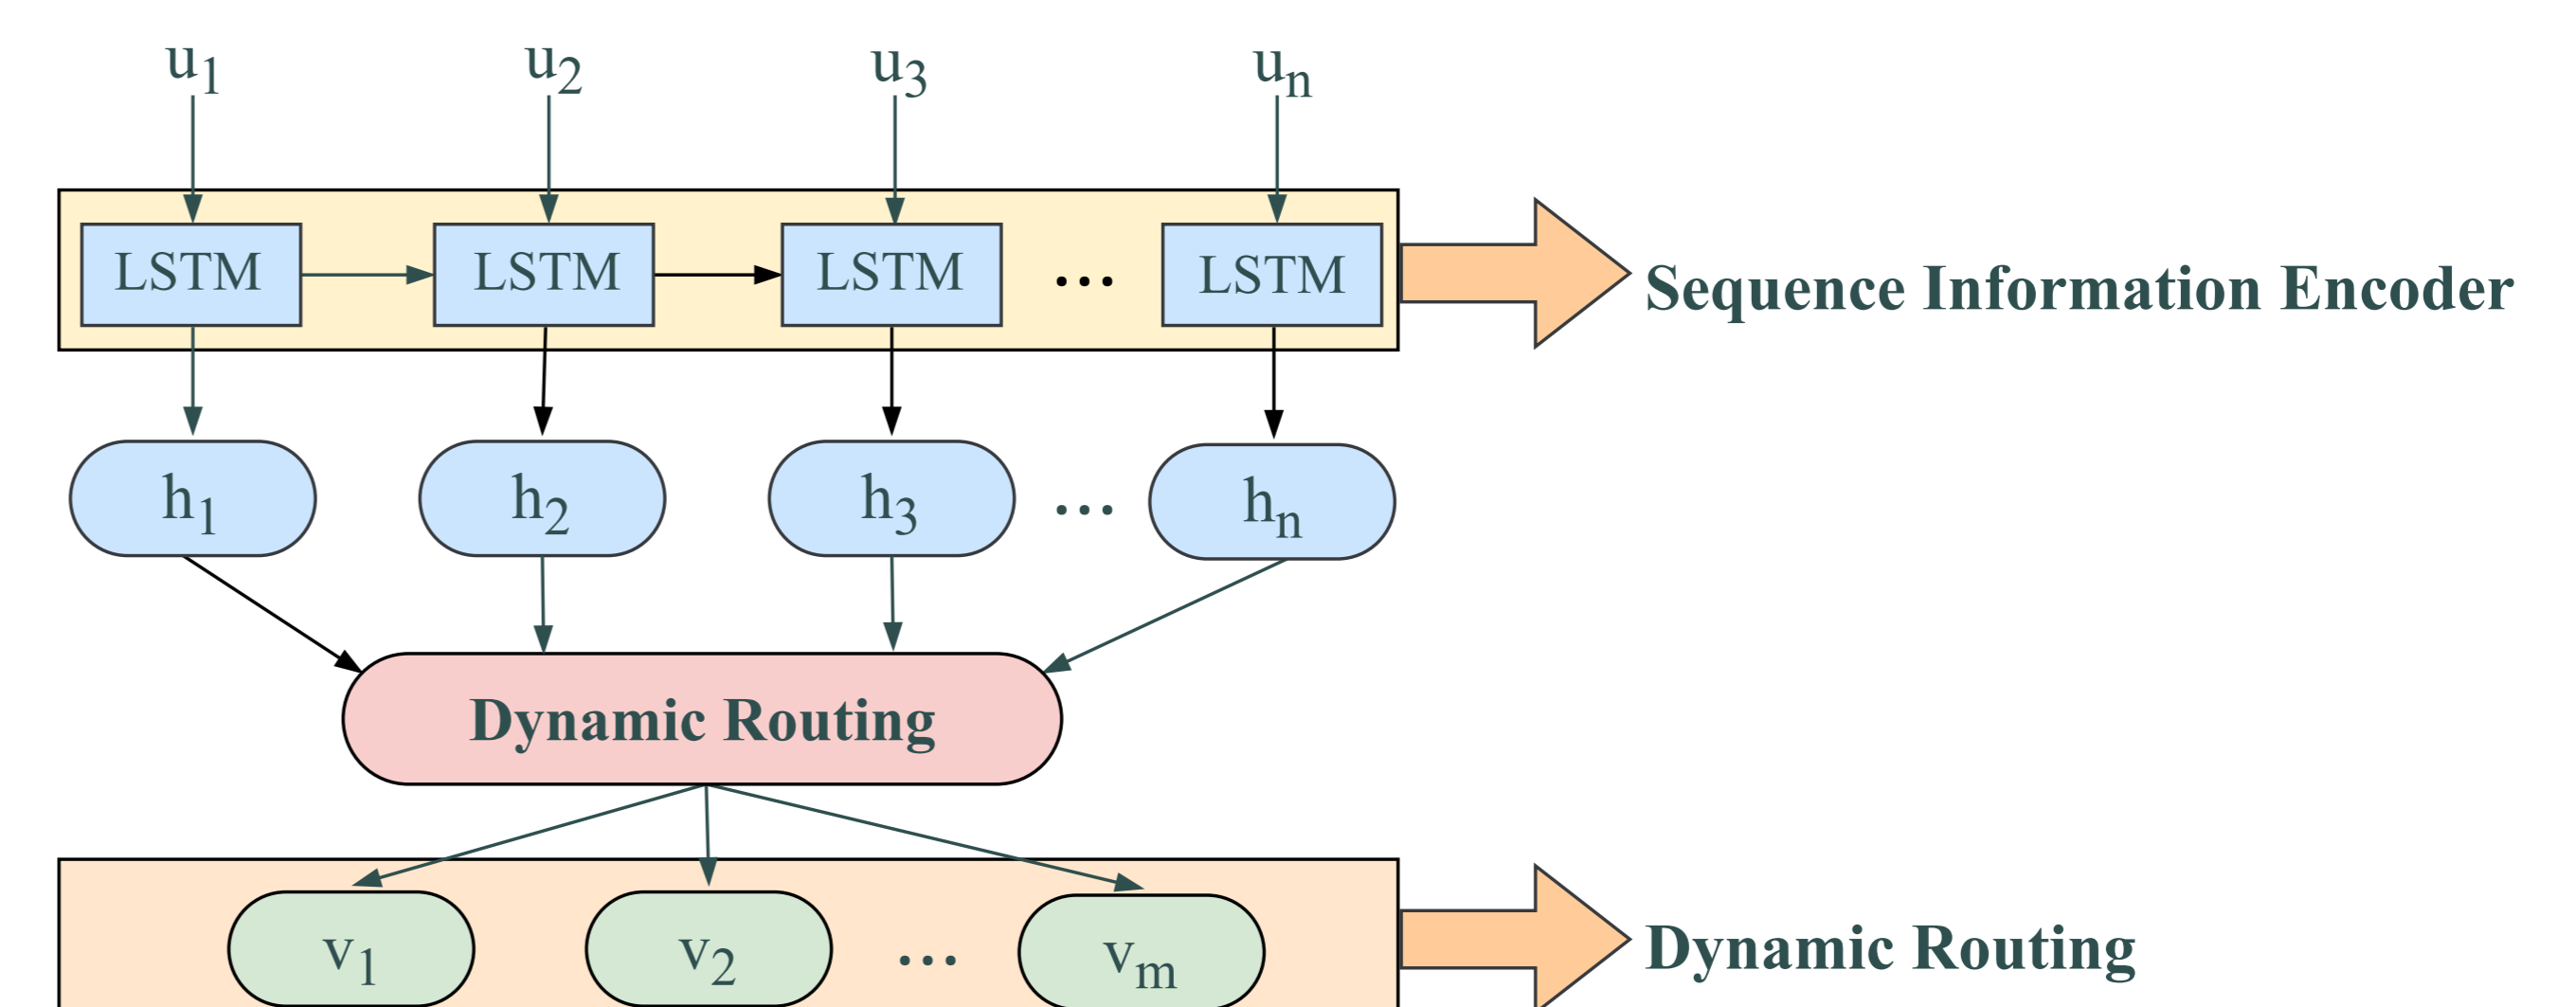 u1 u2 u3 un
LSTM LSTM LSTM ... LSTM
Sequence Information Encoder
h1 h2 h3 ... hn
Dynamic Routing
v1 v2 ... vm
Dynamic Routing